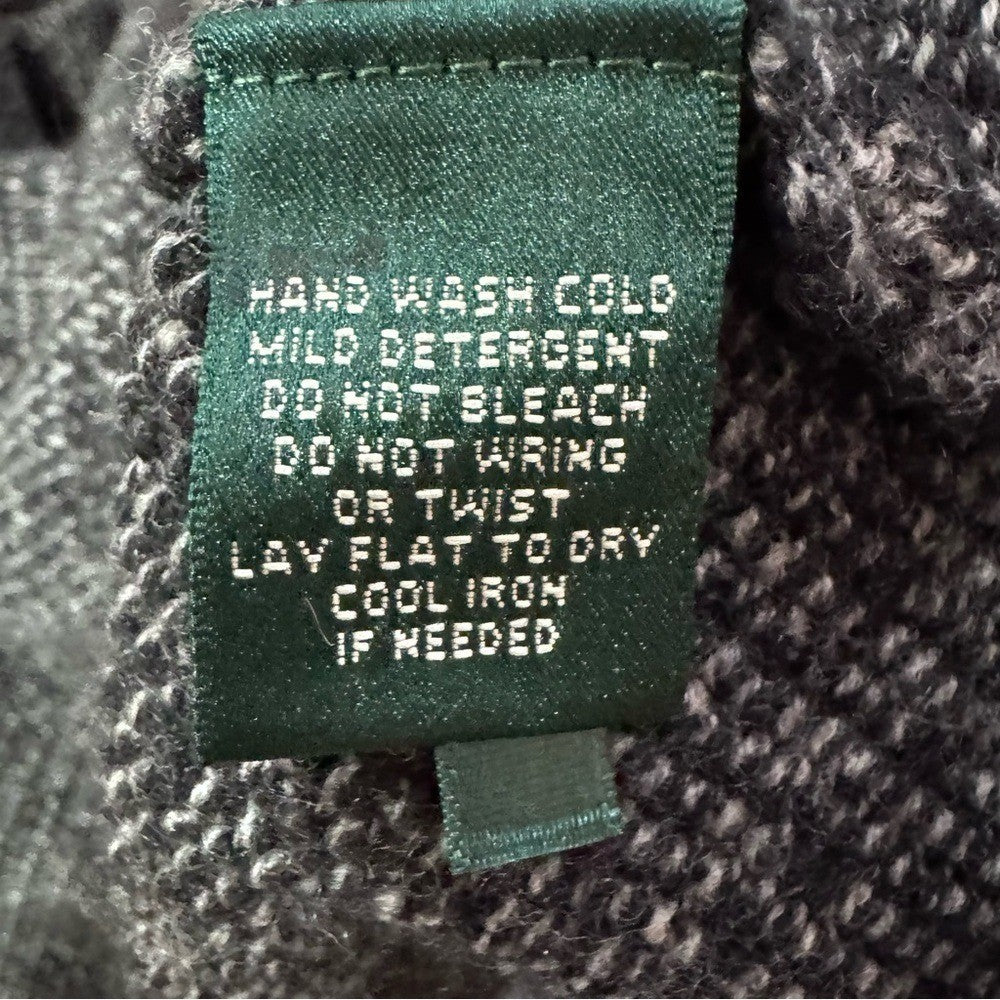 HAND WASH COLD
MILD DETERGENT
DO NOT BLEACH
DO NOT WRING
OR TWIST
LAY FLAT TO DRY
COOL IRON
IF NEEDED